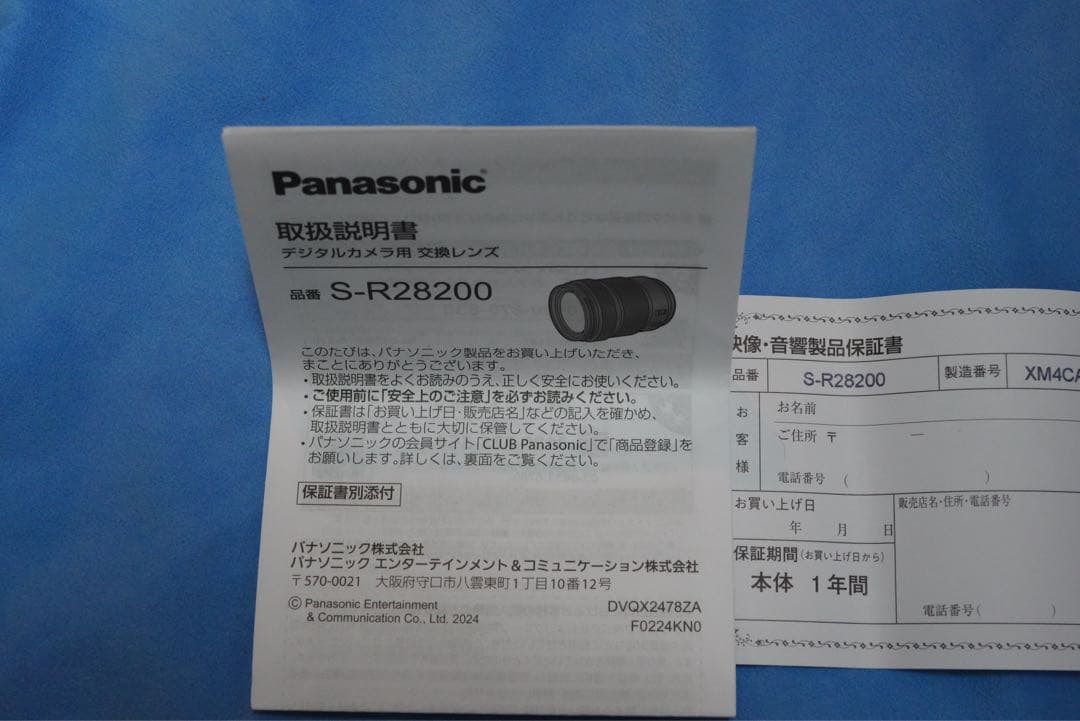 Panasonic
取扱説明書
デジタルカメラ用 交換レンズ
品番 S-R28200
このたびは、パナソニック製品をお買い上げいただき、
まことにありがとうございます。
・取扱説明書をよくお読みのうえ、正しく安全にお使いください。
・ご使用前に「安全上のご注意」を必ずお読みください。
・保証書は「お買い上げ日・販売店名」などの記入を確かめ、
取扱説明書とともに大切に保管してください。
・パナソニックの会員サイト「CLUB Panasonic」で「商品登録」を
お願いします。詳しくは、裏面をご覧ください。
保証書別添付
パナソニック株式会社
パナソニック エンターテインメント&コミュニケーション株式会社
〒570-0021 大阪府守口市八雲東町1丁目10番12号
© Panasonic Entertainment
& Communication Co., Ltd. 2024
DVQX2478ZA
F0224KN0
映像・音響製品保証書
品番 S-R28200 製造番号 XM4CA
お客様
お名前
ご住所 〒 ―
電話番号 ( )
お買い上げ日
年 月 日
保証期間(お買い上げ日から)
本体 1年間
販売店名・住所・電話番号
電話番号( )